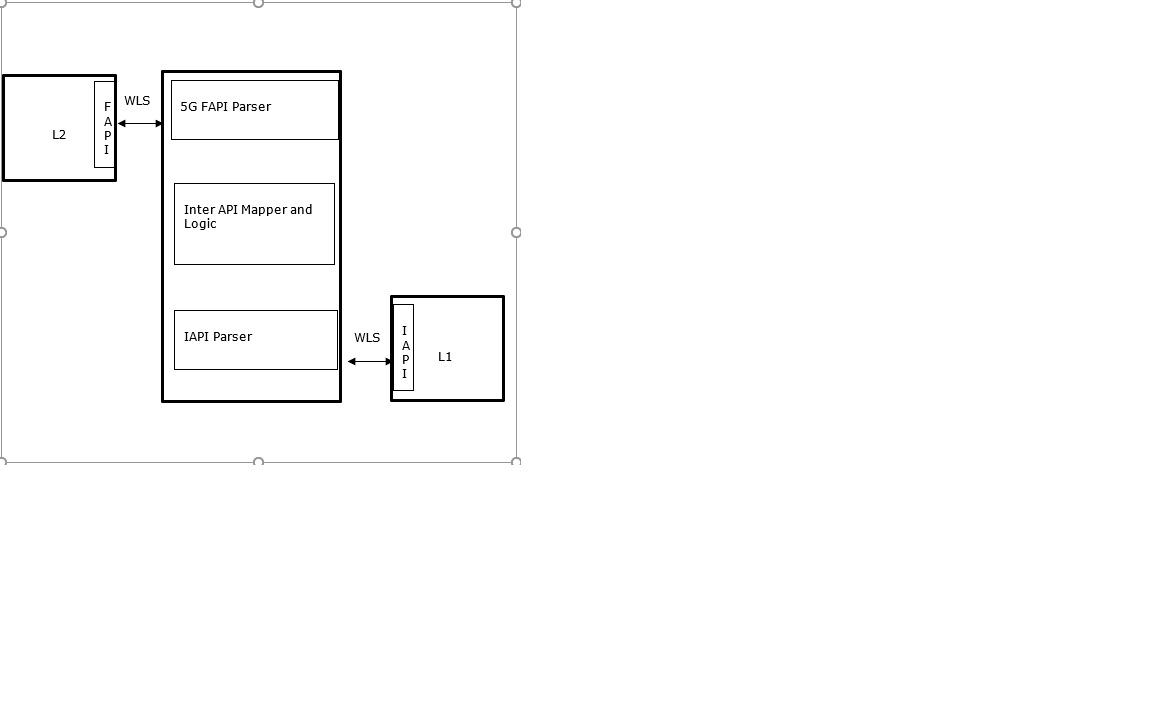 L2
F
A
P
I
WLS
5G FAPI Parser
Inter API Mapper and
Logic
IAPI Parser
WLS
I
A
P
I
L1